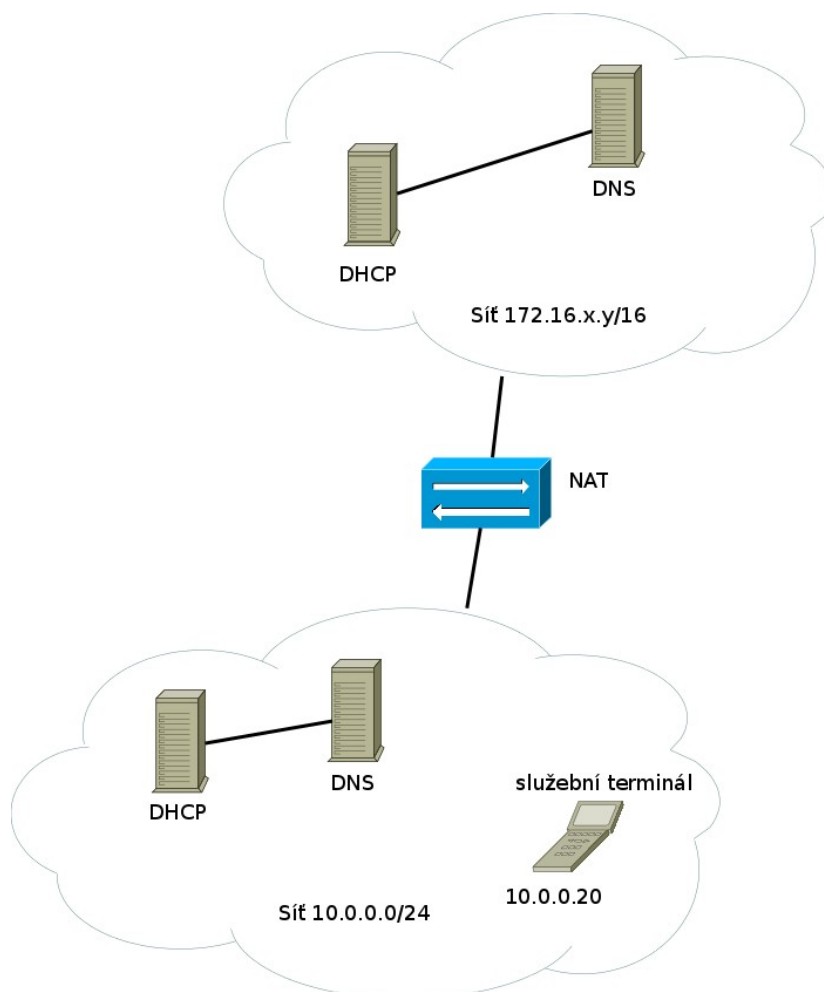 DNS
DHCP
Síť 172.16.x.y/16
NAT
DNS
DHCP
služební terminál
10.0.0.20
Síť 10.0.0.0/24